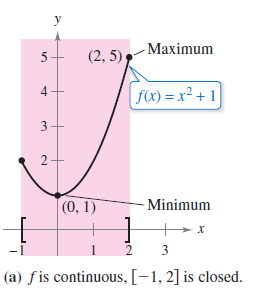 y
5
(2, 5)
Maximum
4
f(x) = x² + 1
3
2
(0, 1)
Minimum
x
−1
1
2
3
(a) f is continuous, [−1, 2] is closed.